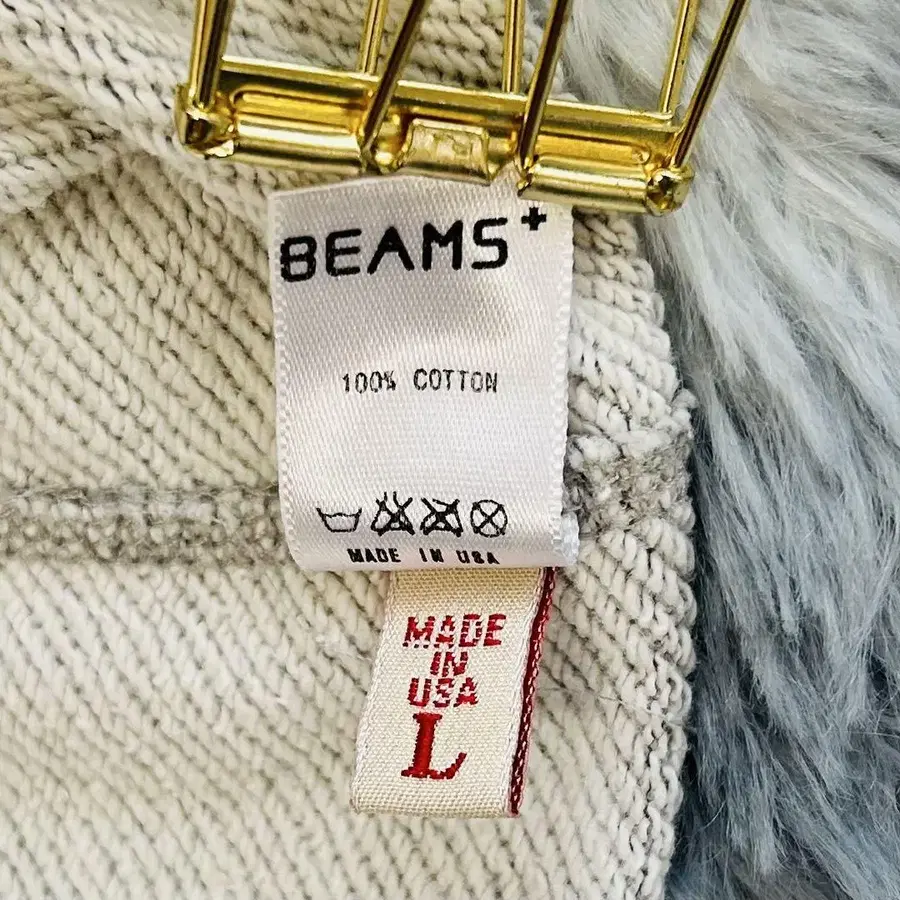 BEAMS+
100% COTTON
MADE IN USA
MADE
IN
USA
L